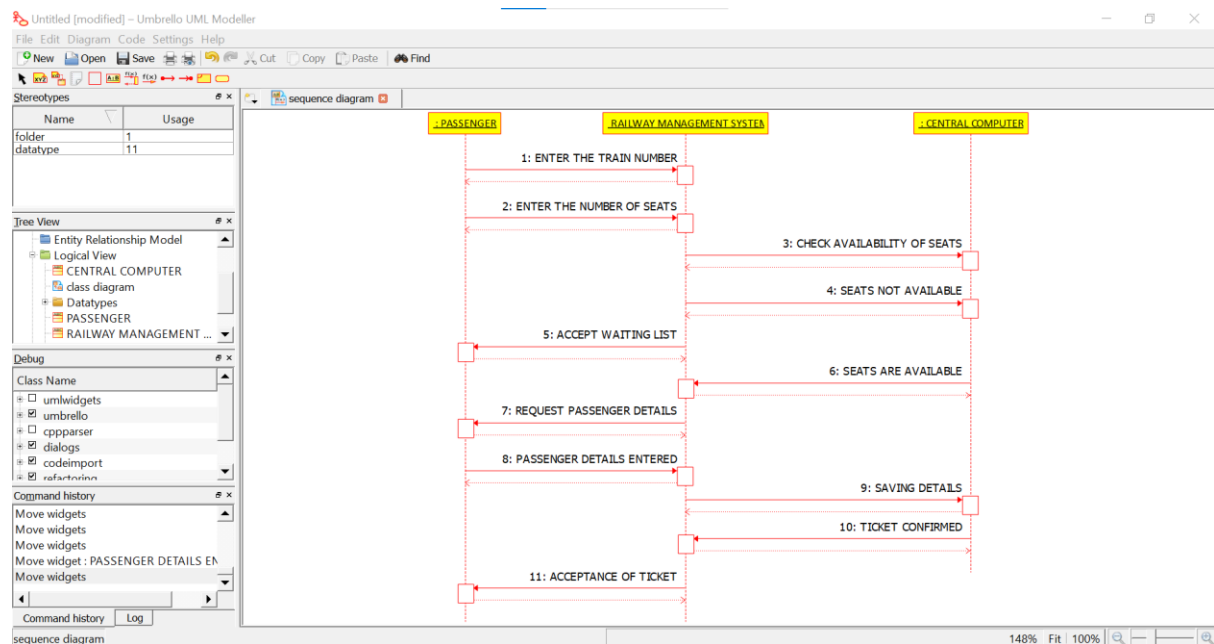 Untitled [modified] – Umbrello UML Modeller
File Edit Diagram Code Settings Help
New Open Save Cut Copy Paste Find
Stereotypes
Name Usage
folder 1
datatype 11
Tree View
Entity Relationship Model
Logical View
CENTRAL COMPUTER
class diagram
Datatypes
PASSENGER
RAILWAY MANAGEMENT ...
Debug
Class Name
umlwidgets
umbrello
cppparser
dialogs
codeimport
refactoring
Command history
Move widgets
Move widgets
Move widgets
Move widget : PASSENGER DETAILS EN
Move widgets
Command history Log
sequence diagram
sequence diagram
: PASSENGER RAILWAY MANAGEMENT SYSTEM : CENTRAL COMPUTER
1: ENTER THE TRAIN NUMBER
2: ENTER THE NUMBER OF SEATS
3: CHECK AVAILABILITY OF SEATS
4: SEATS NOT AVAILABLE
5: ACCEPT WAITING LIST
6: SEATS ARE AVAILABLE
7: REQUEST PASSENGER DETAILS
8: PASSENGER DETAILS ENTERED
9: SAVING DETAILS
10: TICKET CONFIRMED
11: ACCEPTANCE OF TICKET
148% Fit 100%